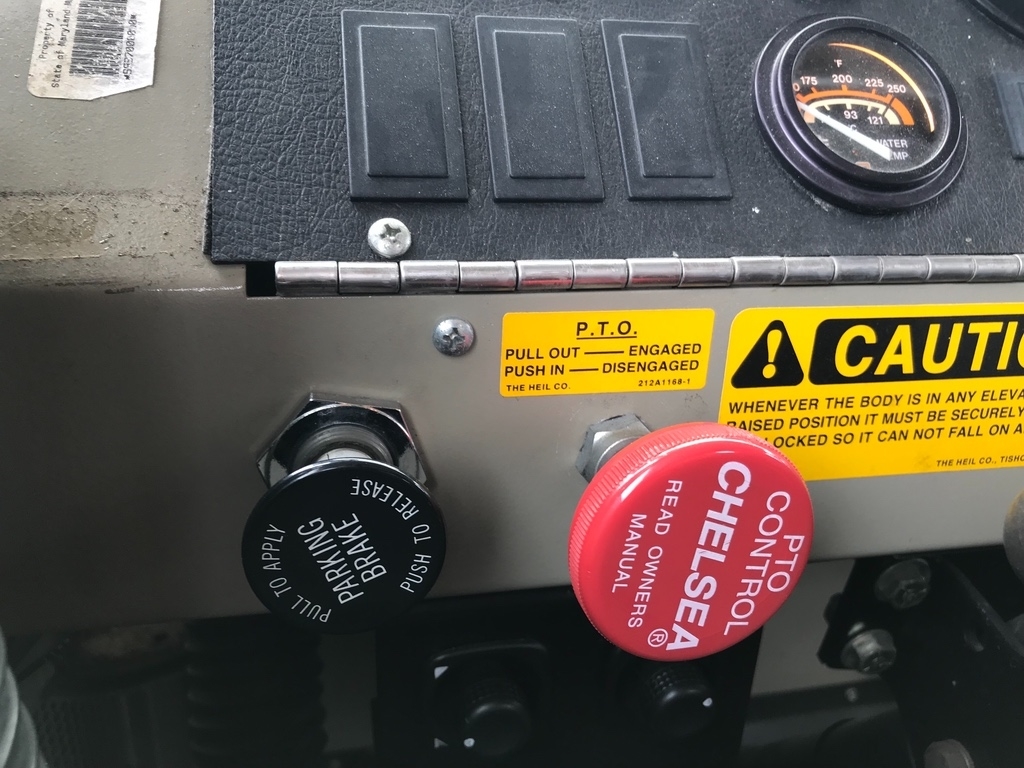 Property of
State of Maryland
°F
175 200 225 250
93 121
°C
WATER
TEMP
P.T.O.
PULL OUT —— ENGAGED
PUSH IN —— DISENGAGED
THE HEIL CO. 212A1168-1
CAUTIO
WHENEVER THE BODY IS IN ANY ELEVA
RAISED POSITION IT MUST BE SECURELY
LOCKED SO IT CAN NOT FALL ON A
THE HEIL CO., TISHO
PULL TO APPLY
PARKING
BRAKE
PUSH TO RELEASE
PTO
CONTROL
CHELSEA®
READ OWNERS
MANUAL